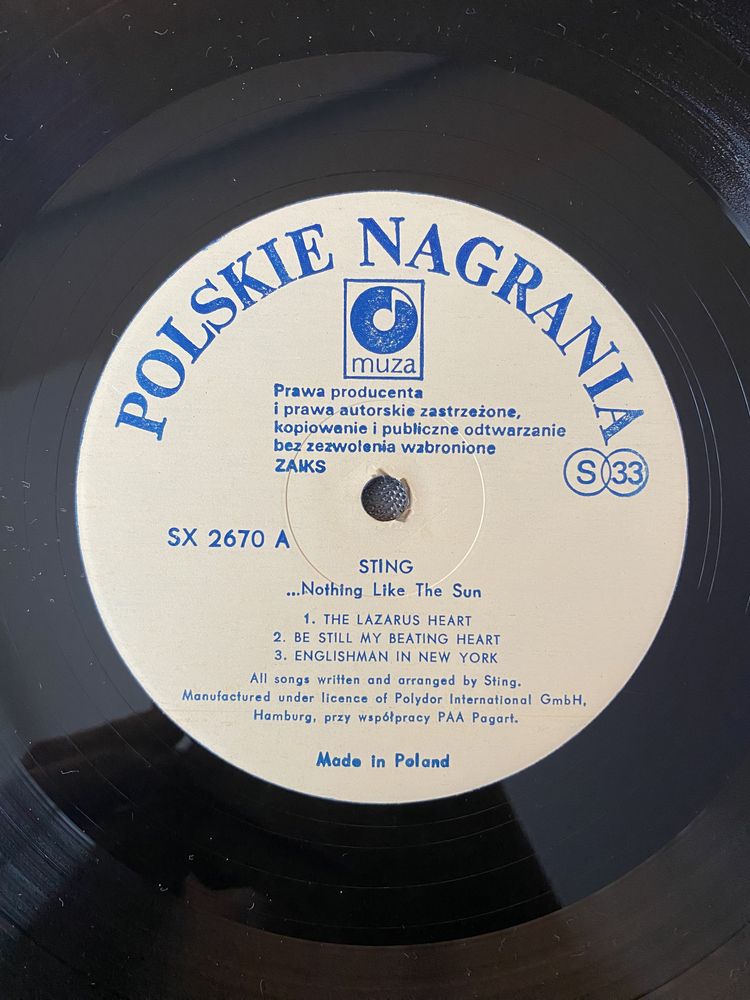 POLSKIE NAGRANIA
muza
Prawa producenta
i prawa autorskie zastrzeżone,
kopiowanie i publiczne odtwarzanie
bez zezwolenia wzbronione
ZAIKS
S 33
SX 2670 A
STING
...Nothing Like The Sun
1. THE LAZARUS HEART
2. BE STILL MY BEATING HEART
3. ENGLISHMAN IN NEW YORK
All songs written and arranged by Sting.
Manufactured under licence of Polydor International GmbH,
Hamburg, przy współpracy PAA Pagart.
Made in Poland